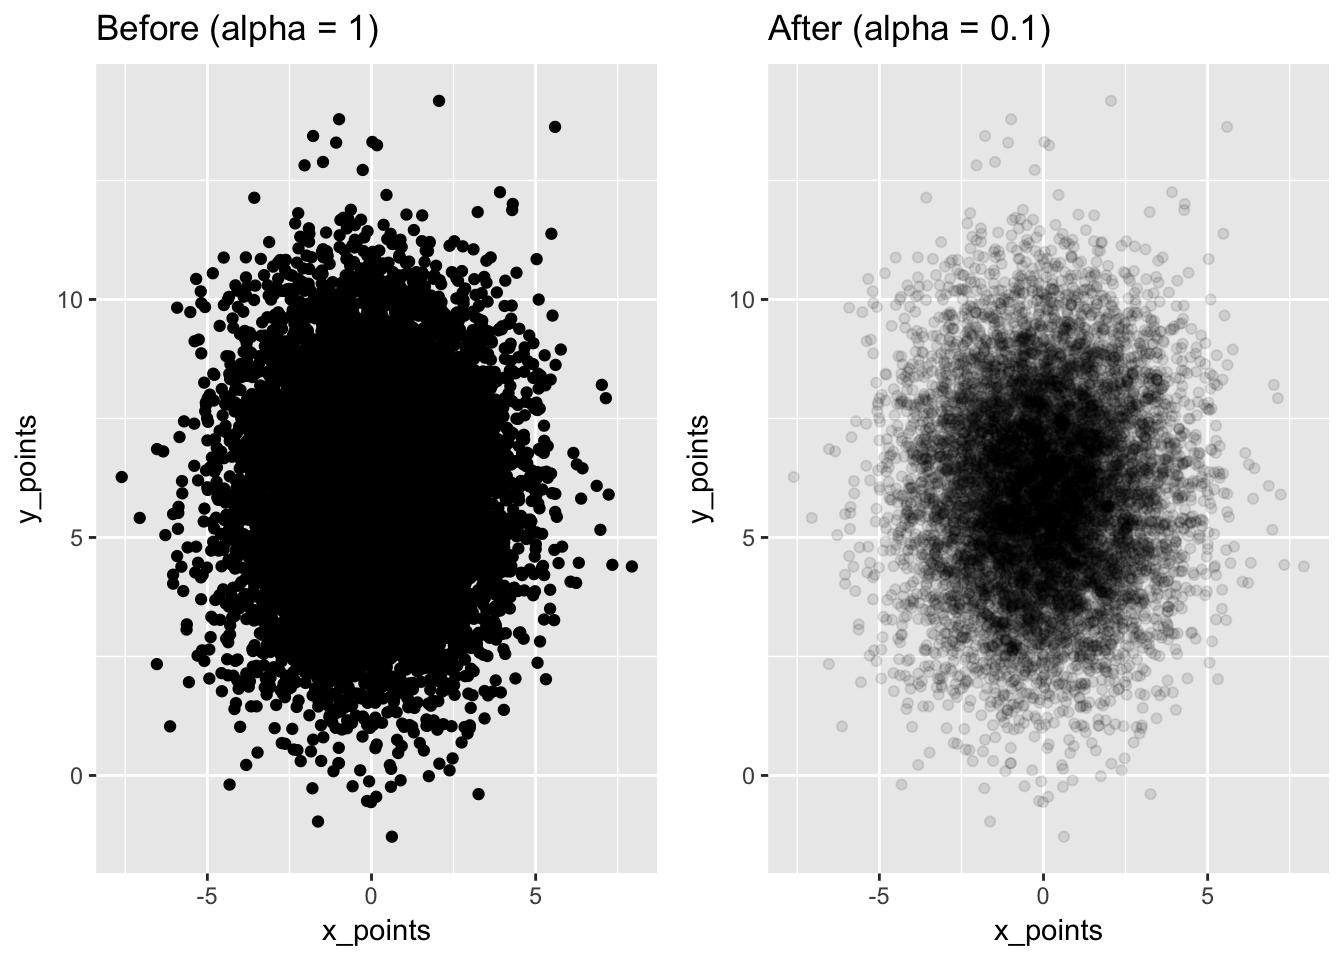 Before (alpha = 1)
y_points
10
5
0
-5 0 5
x_points
After (alpha = 0.1)
y_points
10
5
0
-5 0 5
x_points